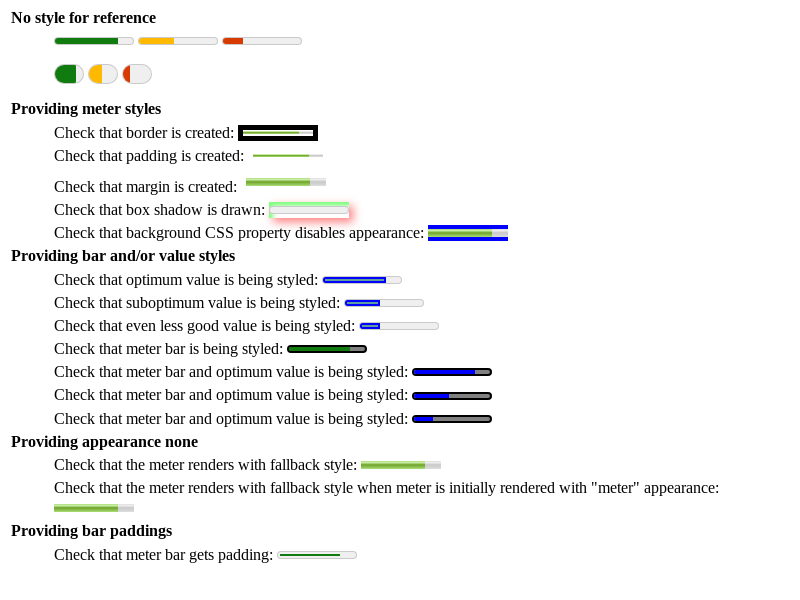 No style for reference
Providing meter styles
Check that border is created:
Check that padding is created:
Check that margin is created:
Check that box shadow is drawn:
Check that background CSS property disables appearance:
Providing bar and/or value styles
Check that optimum value is being styled:
Check that suboptimum value is being styled:
Check that even less good value is being styled:
Check that meter bar is being styled:
Check that meter bar and optimum value is being styled:
Check that meter bar and optimum value is being styled:
Check that meter bar and optimum value is being styled:
Providing appearance none
Check that the meter renders with fallback style:
Check that the meter renders with fallback style when meter is initially rendered with "meter" appearance:
Providing bar paddings
Check that meter bar gets padding: